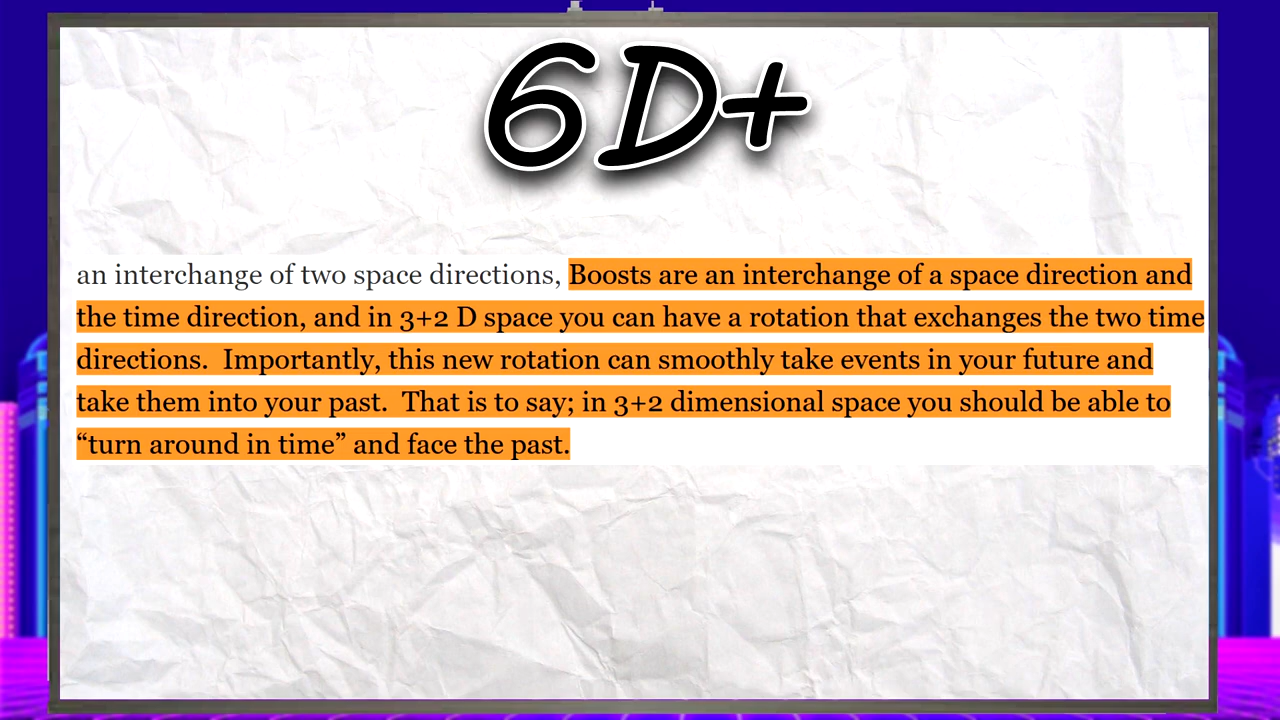 6D+
an interchange of two space directions, Boosts are an interchange of a space direction and
the time direction, and in 3+2 D space you can have a rotation that exchanges the two time
directions.  Importantly, this new rotation can smoothly take events in your future and
take them into your past.  That is to say; in 3+2 dimensional space you should be able to
“turn around in time” and face the past.